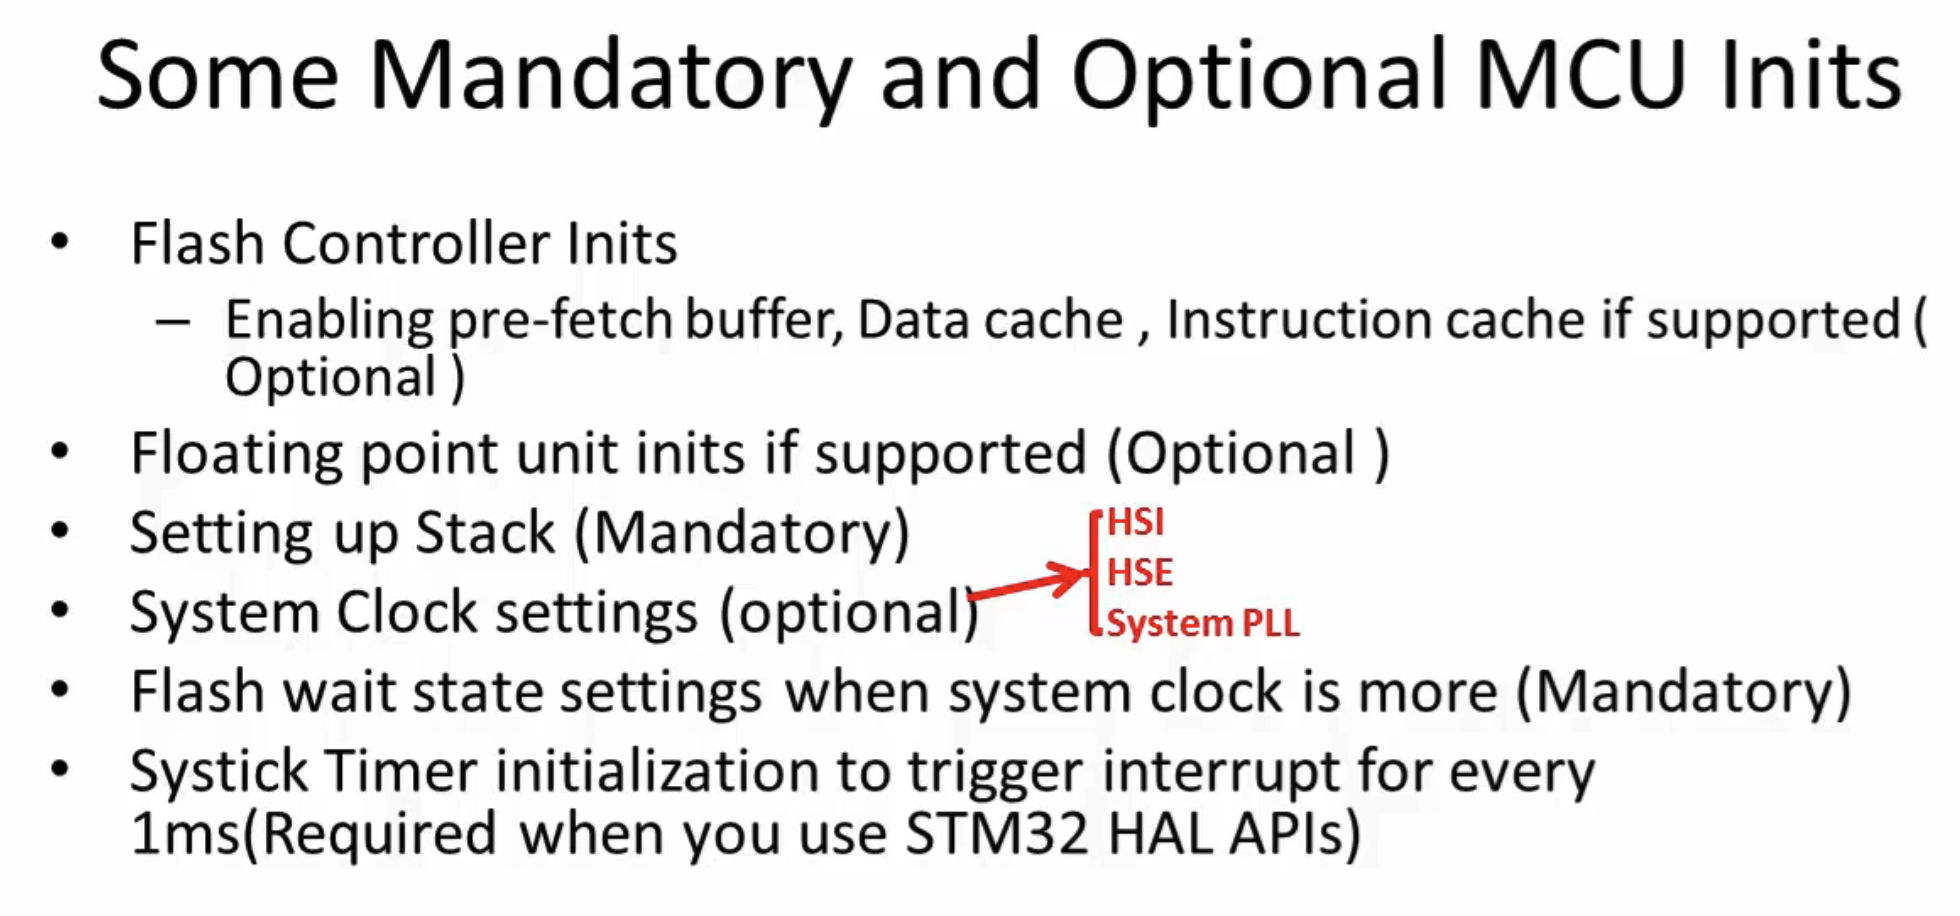 Some Mandatory and Optional MCU Inits
• Flash Controller Inits
– Enabling pre-fetch buffer, Data cache , Instruction cache if supported (
Optional )
• Floating point unit inits if supported (Optional )
• Setting up Stack (Mandatory)
HSI
HSE
• System Clock settings (optional)
System PLL
• Flash wait state settings when system clock is more (Mandatory)
• Systick Timer initialization to trigger interrupt for every
1ms(Required when you use STM32 HAL APIs)